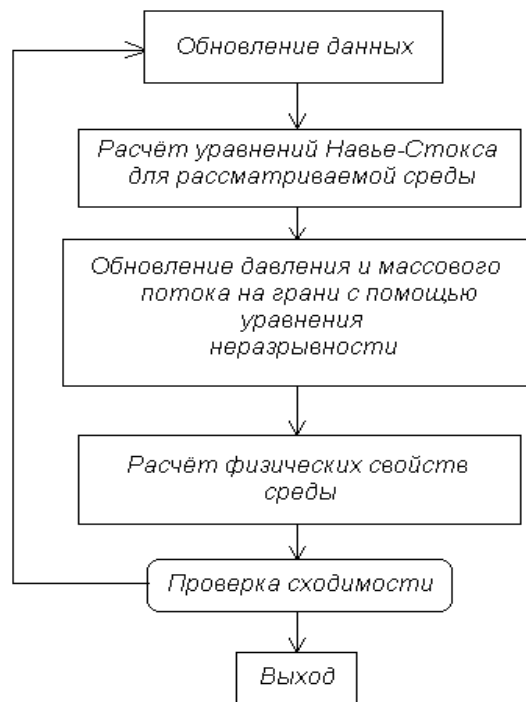 Обновление данных
Расчёт уравнений Навье-Стокса
для рассматриваемой среды
Обновление давления и массового
потока на грани с помощью
уравнения
неразрывности
Расчёт физических свойств
среды
Проверка сходимости
Выход